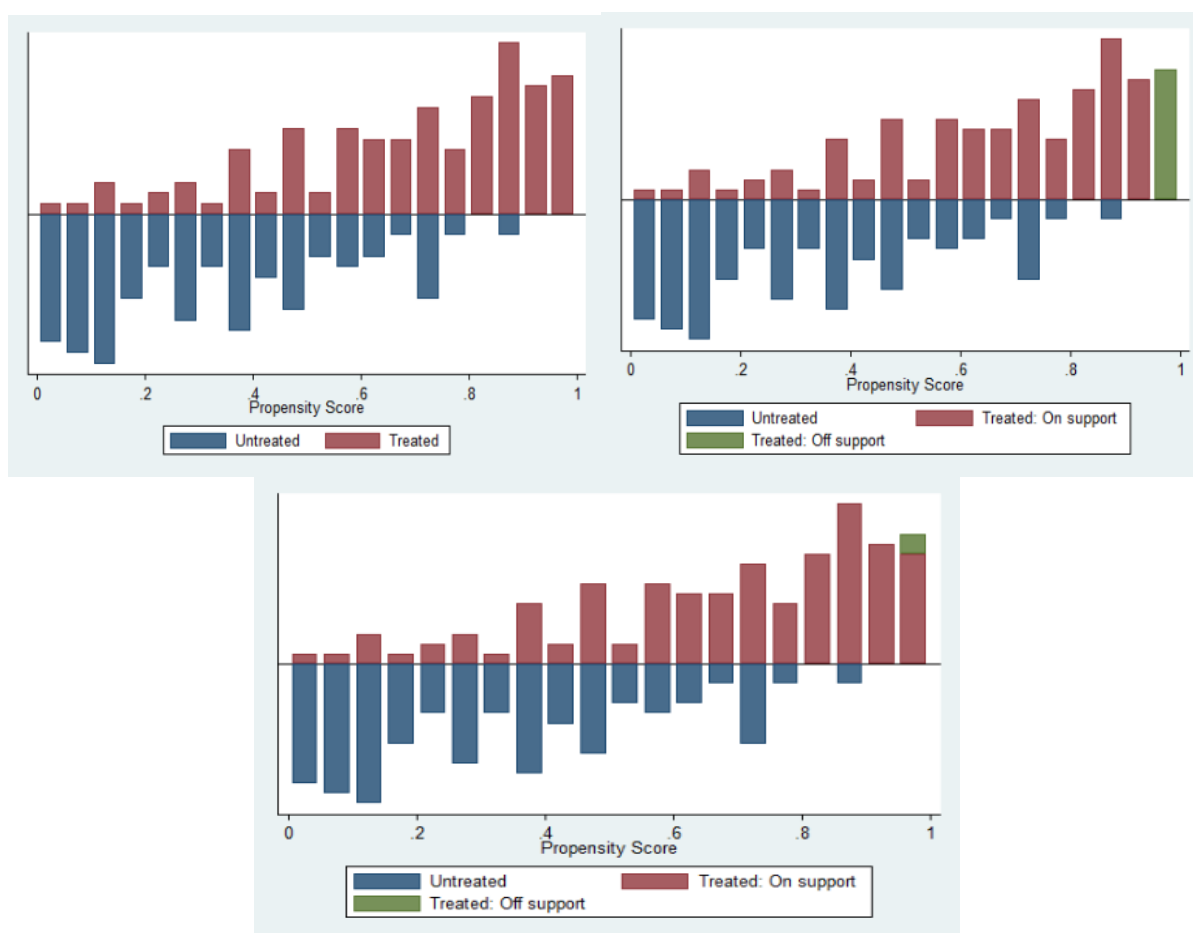 0 .2 .4 .6 .8 1
Propensity Score
Untreated Treated
0 .2 .4 .6 .8 1
Propensity Score
Untreated Treated: On support
Treated: Off support
0 .2 .4 .6 .8 1
Propensity Score
Untreated Treated: On support
Treated: Off support